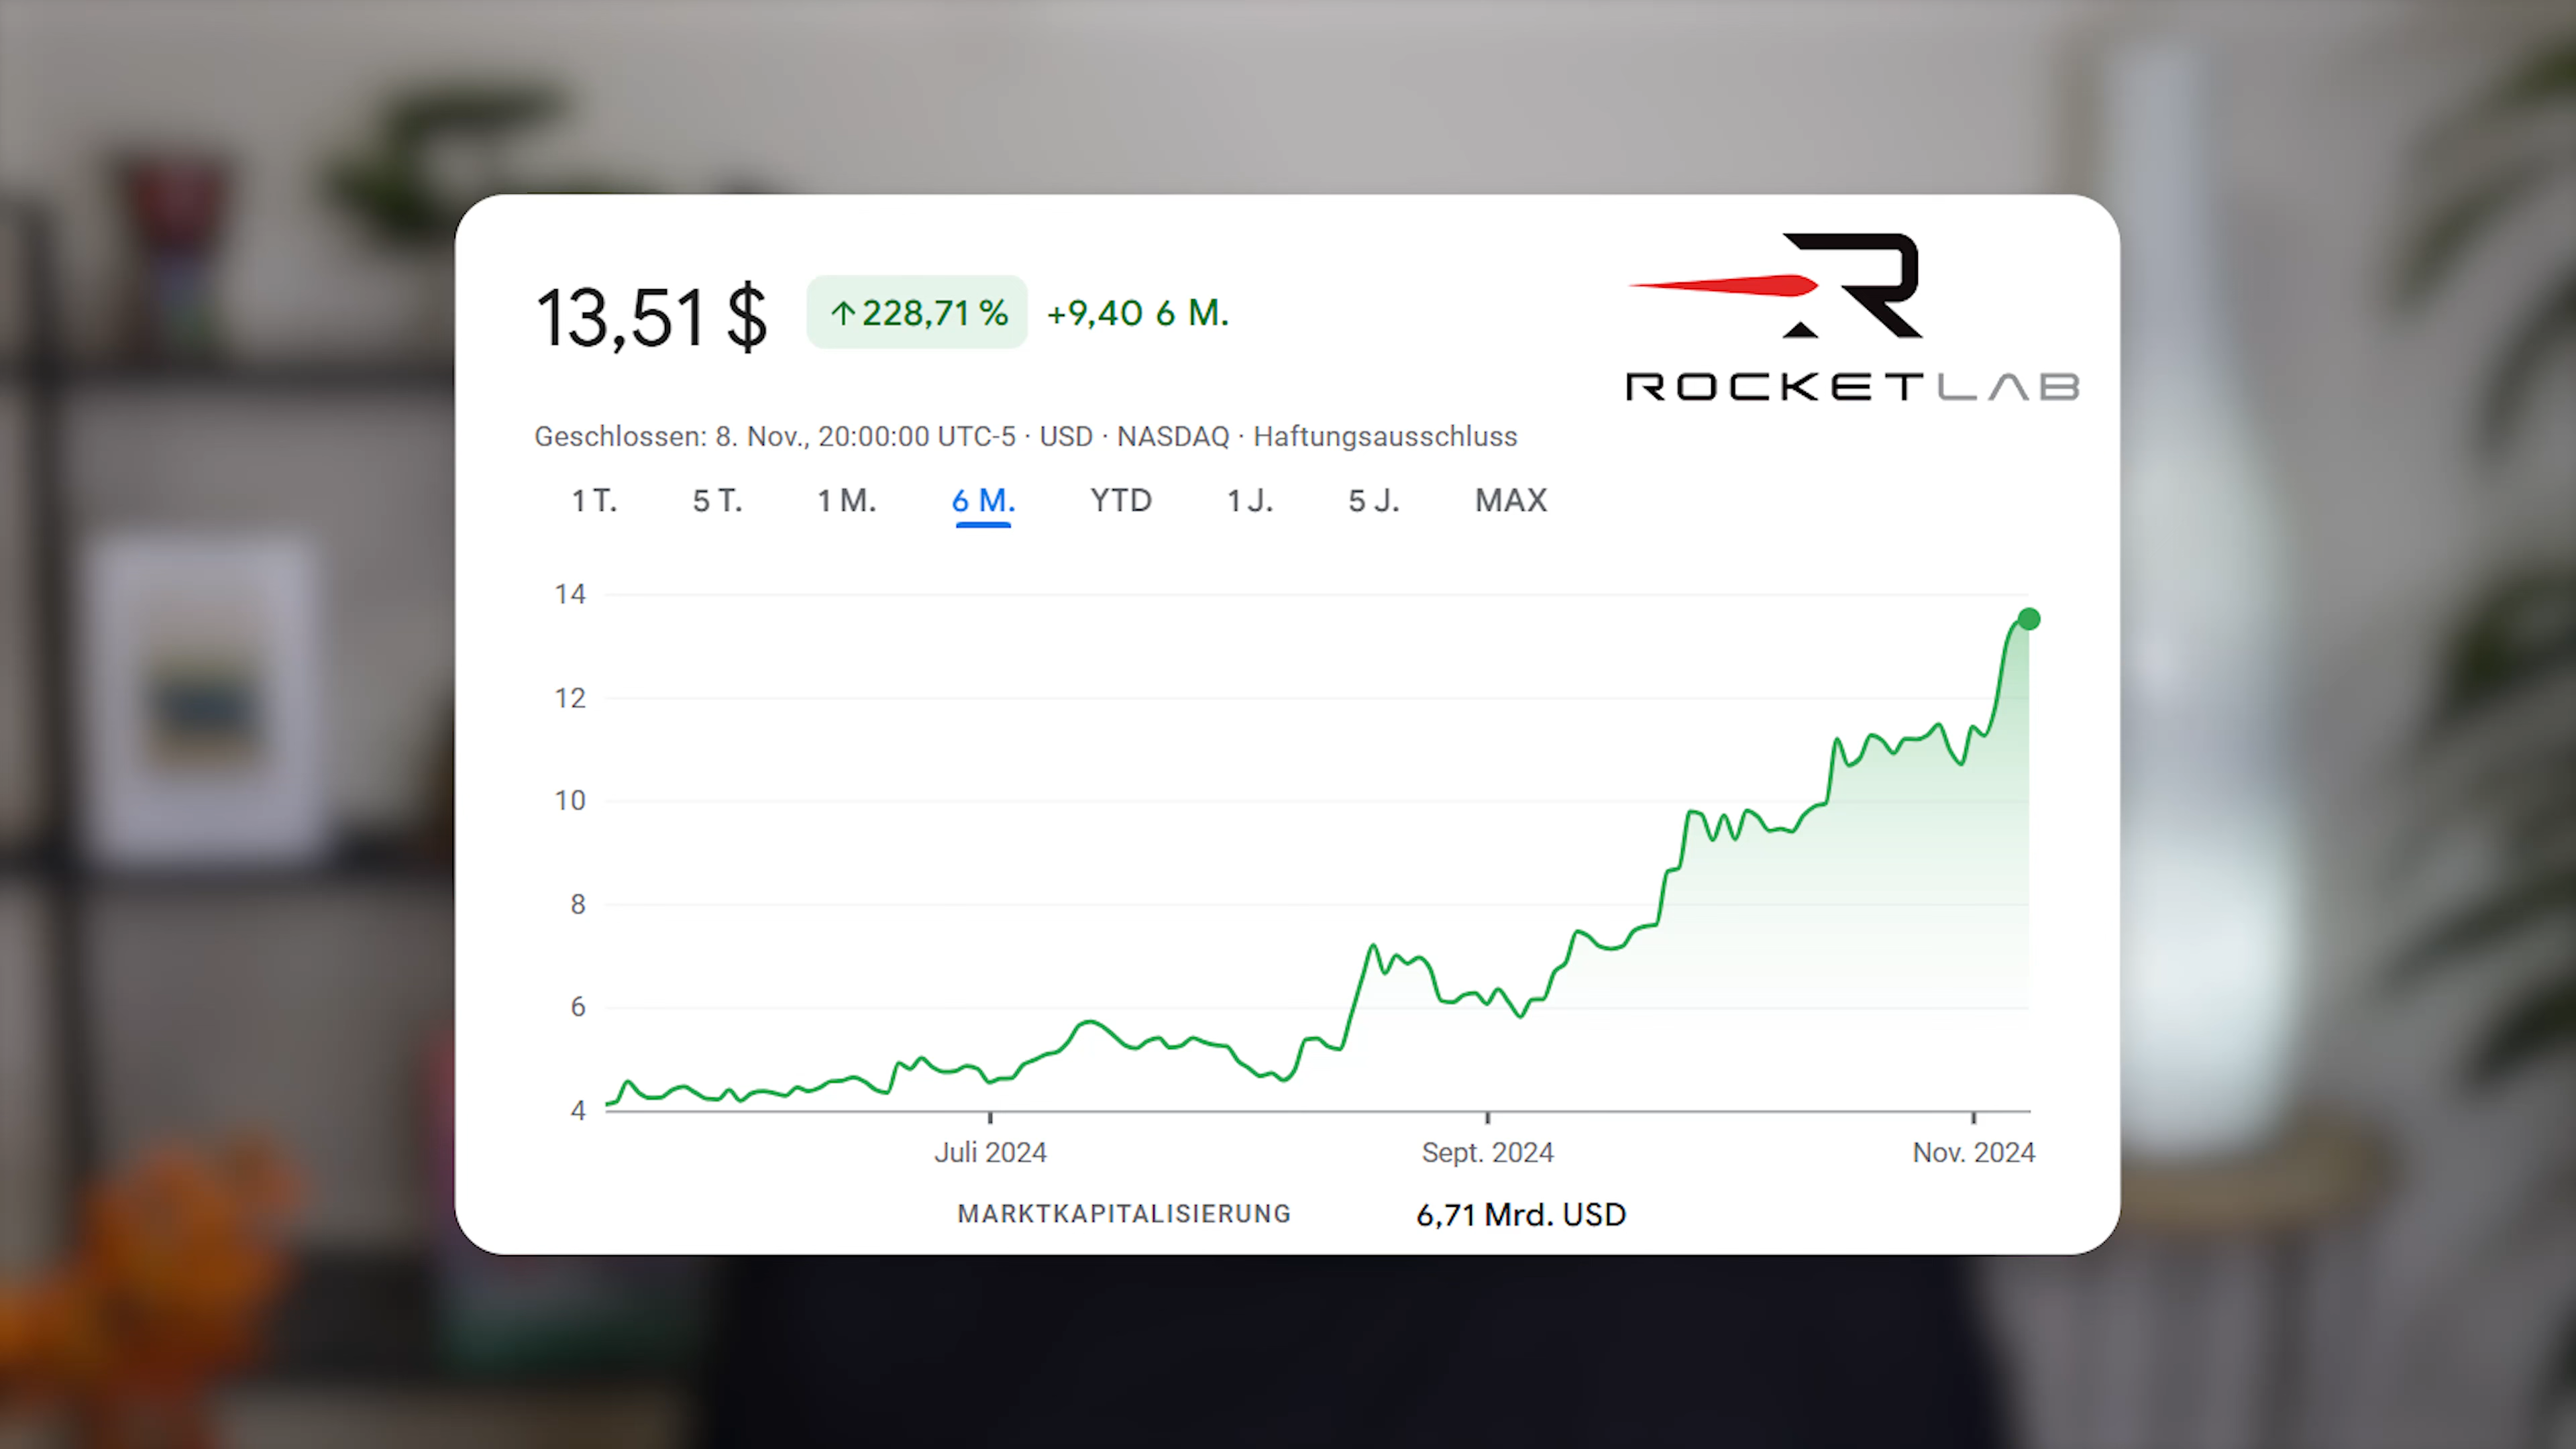 13,51 $ ↑228,71 % +9,40 6 M.
ROCKETLAB
Geschlossen: 8. Nov., 20:00:00 UTC-5 · USD · NASDAQ · Haftungsausschluss
1 T. 5 T. 1 M. 6 M. YTD 1 J. 5 J. MAX
14
12
10
8
6
4
Juli 2024 Sept. 2024 Nov. 2024
MARKTKAPITALISIERUNG 6,71 Mrd. USD